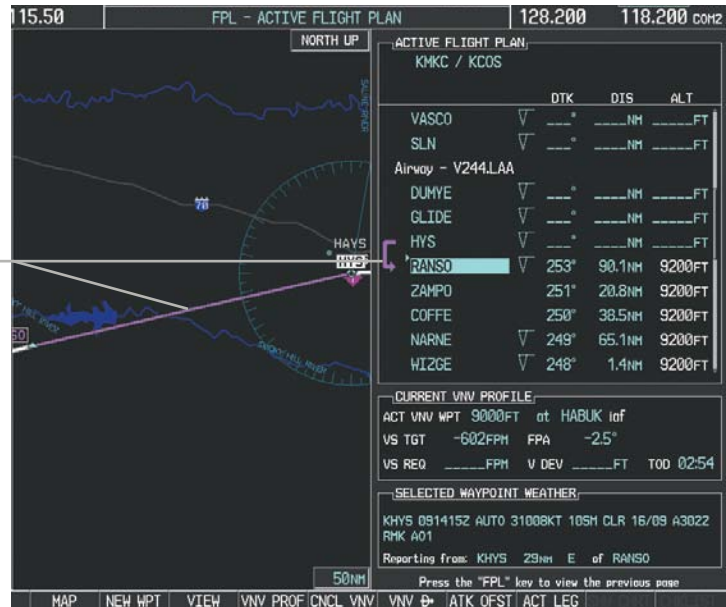 115.50 FPL - ACTIVE FLIGHT PLAN 128.200 118.200 COM2
NORTH UP
SALINE RIVER
70
HAYS
HYS
SMOKY HILL RIVER
50NM
ACTIVE FLIGHT PLAN
KMKC / KCOS
DTK DIS ALT
VASCO ___° ____NM _____FT
SLN ___° ____NM _____FT
Airway - V244.LAA
DUMYE ___° ____NM _____FT
GLIDE ___° ____NM _____FT
HYS ___° ____NM _____FT
RANSO 253° 90.1NM 9200FT
ZAMPO 251° 20.8NM 9200FT
COFFE 250° 38.5NM 9200FT
NARNE 249° 65.1NM 9200FT
WIZGE 248° 1.4NM 9200FT
CURRENT VNV PROFILE
ACT VNV WPT 9000FT at HABUK iaf
VS TGT -602FPM FPA -2.5°
VS REQ _____FPM V DEV _____FT TOD 02:54
SELECTED WAYPOINT WEATHER
KHYS 091415Z AUTO 31008KT 10SM CLR 16/09 A3022
RMK AO1
Reporting from: KHYS 29NM E of RANSO
Press the "FPL" key to view the previous page
MAP NEW WPT VIEW VNV PROF CNCL VNV VNV D ATK OFST ACT LEG